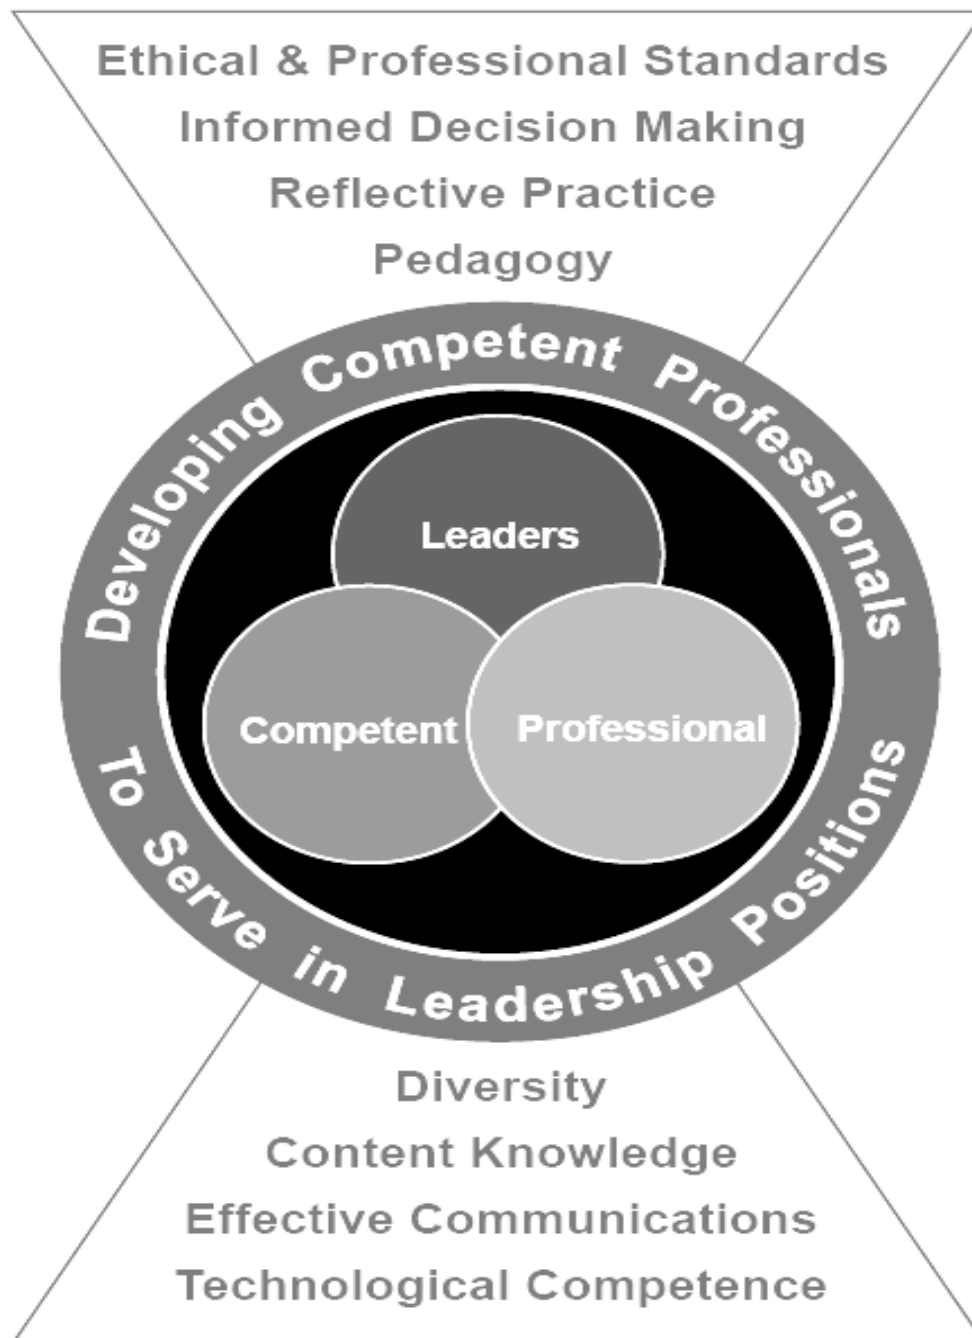 Ethical & Professional Standards
Informed Decision Making
Reflective Practice
Pedagogy
Developing Competent Professionals
Leaders
Competent
Professional
To Serve in Leadership Positions
Diversity
Content Knowledge
Effective Communications
Technological Competence